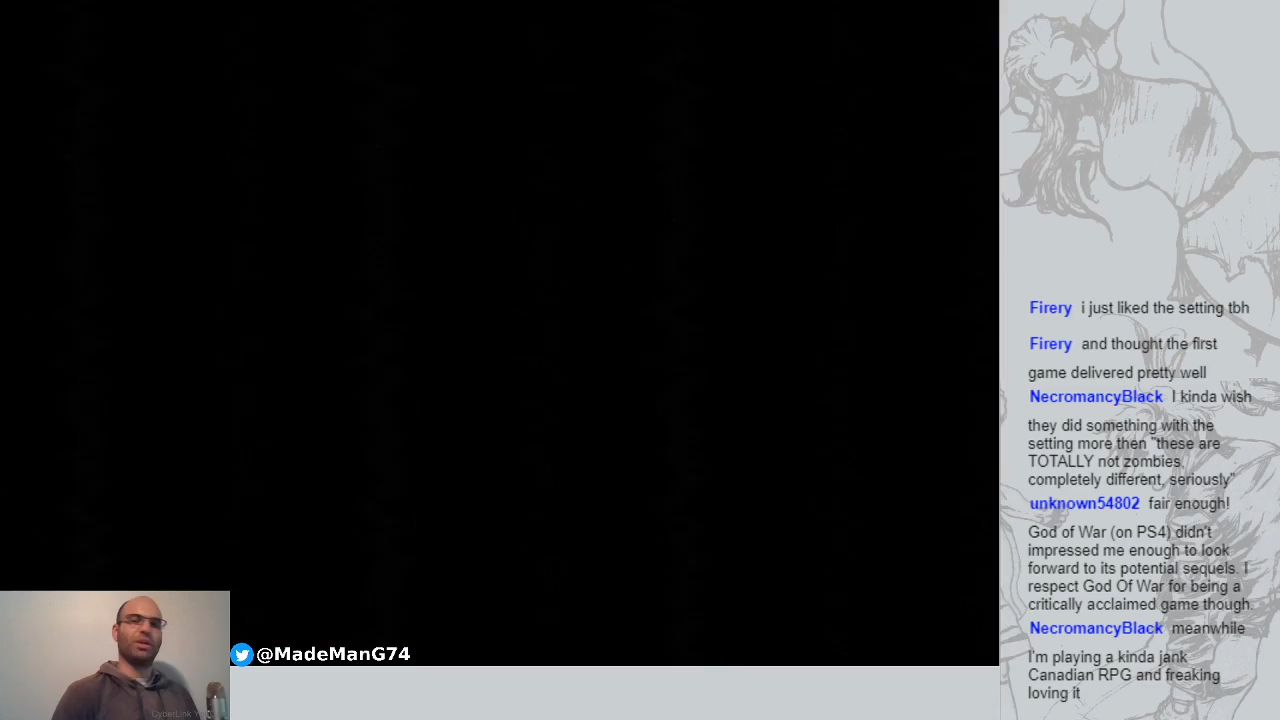 Firery i just liked the setting tbh
Firery and thought the first
game delivered pretty well
NecromancyBlack I kinda wish
they did something with the
setting more then "these are
TOTALLY not zombies,
completely different, seriously"
unknown54802 fair enough!
God of War (on PS4) didn't
impressed me enough to look
forward to its potential sequels. I
respect God Of War for being a
critically acclaimed game though.
NecromancyBlack meanwhile
I'm playing a kinda jank
Canadian RPG and freaking
loving it
@MadeManG74
CyberLink